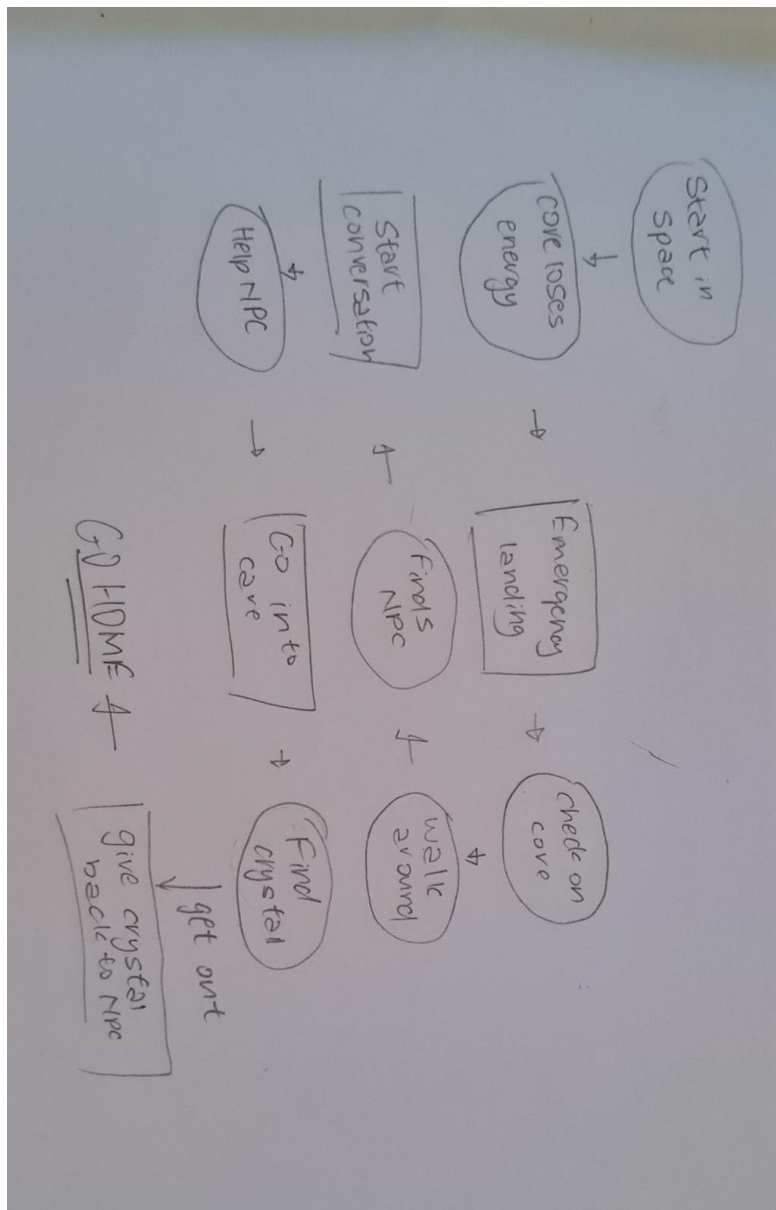 Start in
space
core loses
energy
Emergency
landing
check on
core
walk
around
finds
NPC
Start
conversation
Help NPC
Go into
cave
Find
crystal
get out
give crystal
back to NPC
GO HOME